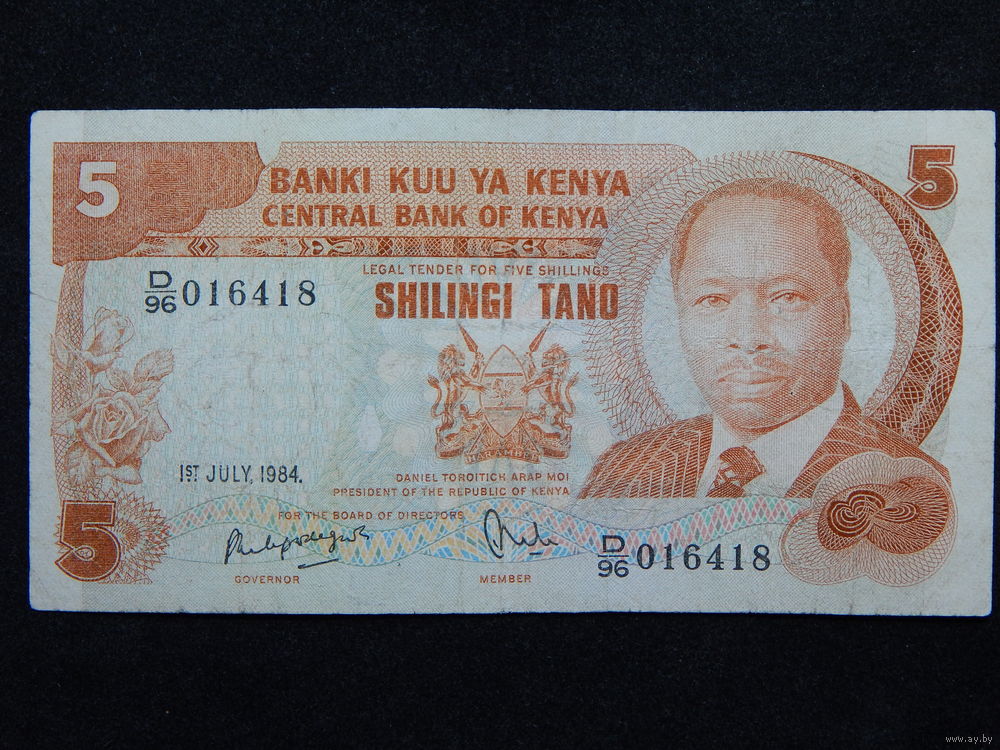 5
5
BANKI KUU YA KENYA
CENTRAL BANK OF KENYA
LEGAL TENDER FOR FIVE SHILLINGS
D/96 016418
SHILINGI TANO
HARAMBEE
1ST JULY, 1984.
DANIEL TOROITICH ARAP MOI
PRESIDENT OF THE REPUBLIC OF KENYA
5
FOR THE BOARD OF DIRECTORS
D/96 016418
GOVERNOR
MEMBER
www.ay.by